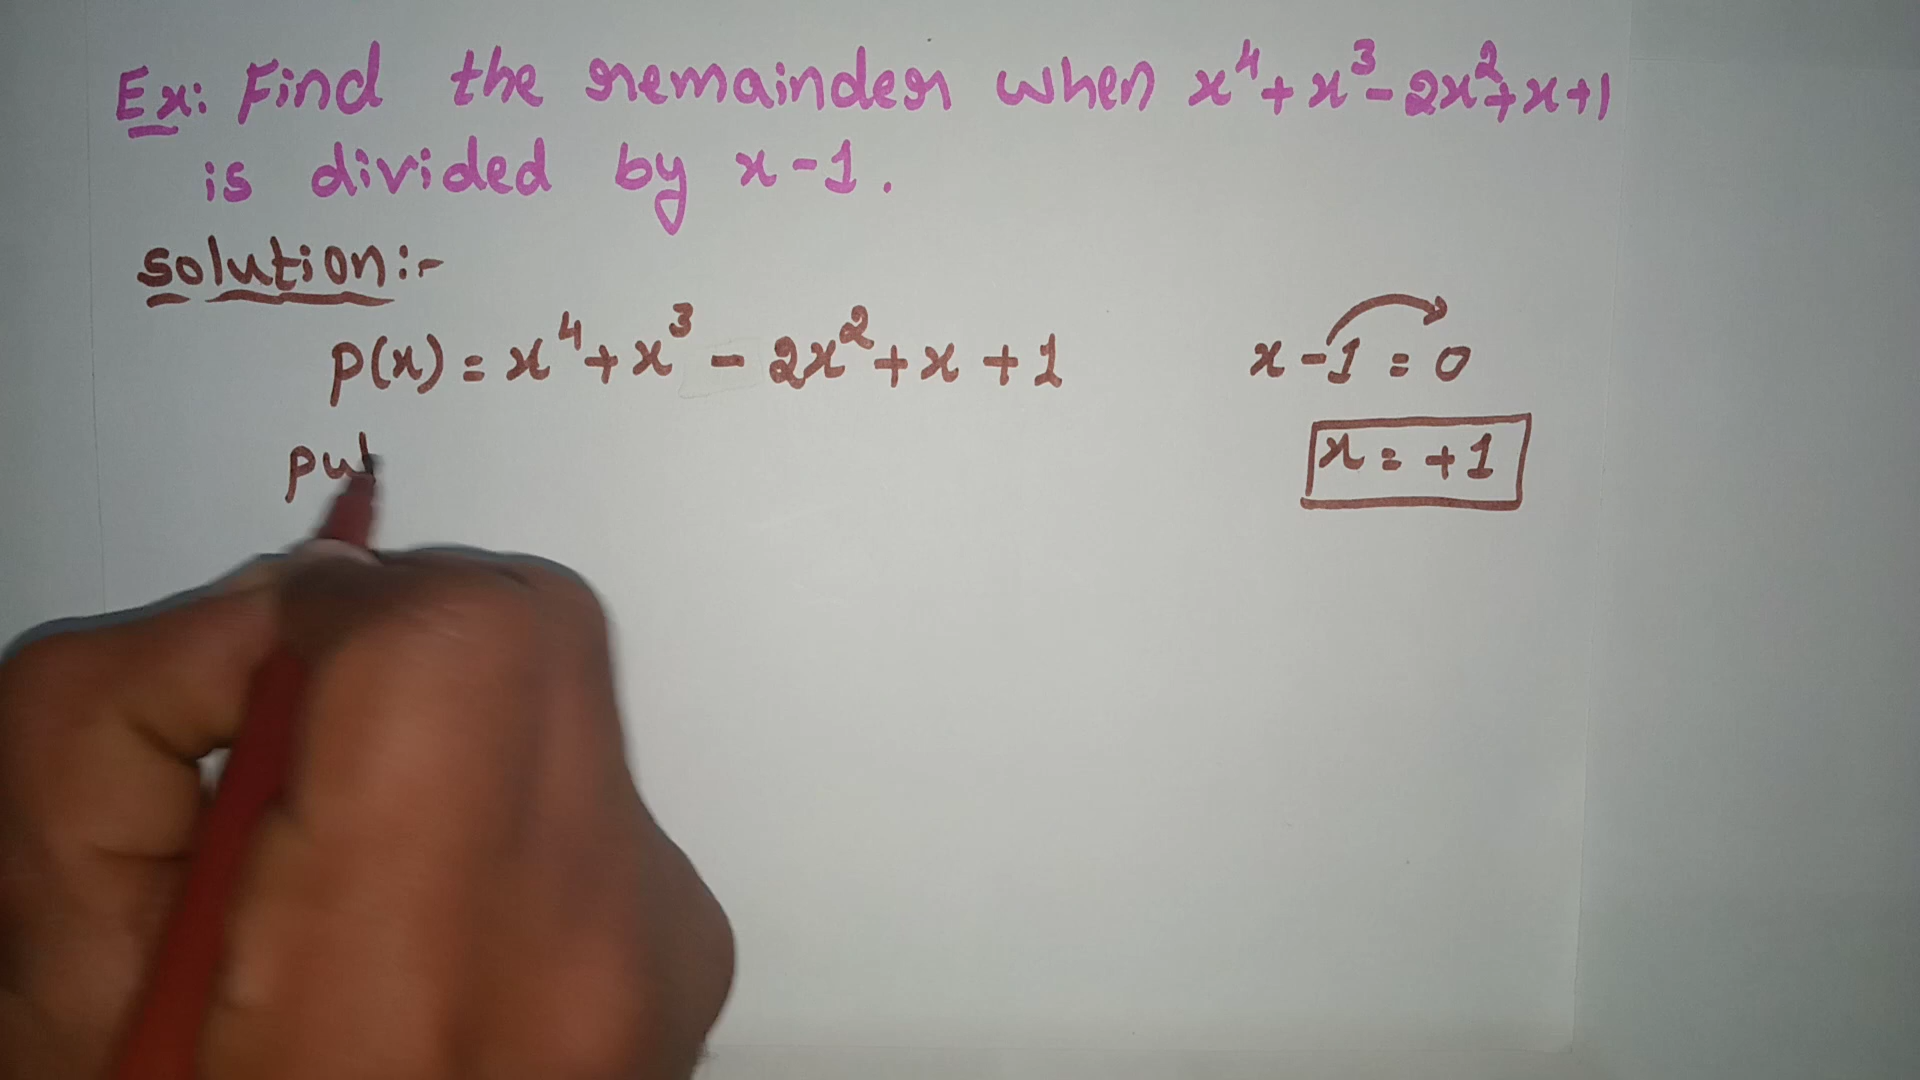 Ex: Find the remainder when x⁴+x³-2x²+x+1
is divided by x-1.
solution:-
p(x) = x⁴+x³ - 2x²+x+1
x-1=0
x = +1
put